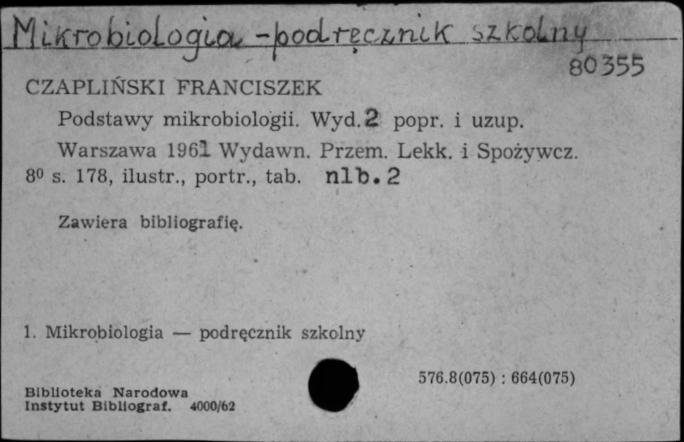 Mikrobiologia - podręcznik szkolny
80355
CZAPLIŃSKI FRANCISZEK
Podstawy mikrobiologii. Wyd. 2 popr. i uzup.
Warszawa 1961 Wydawn. Przem. Lekk. i Spożywcz.
8⁰ s. 178, ilustr., portr., tab. nlb. 2
Zawiera bibliografię.
1. Mikrobiologia — podręcznik szkolny
576.8(075) : 664(075)
Biblioteka Narodowa
Instytut Bibliograf. 4000/62